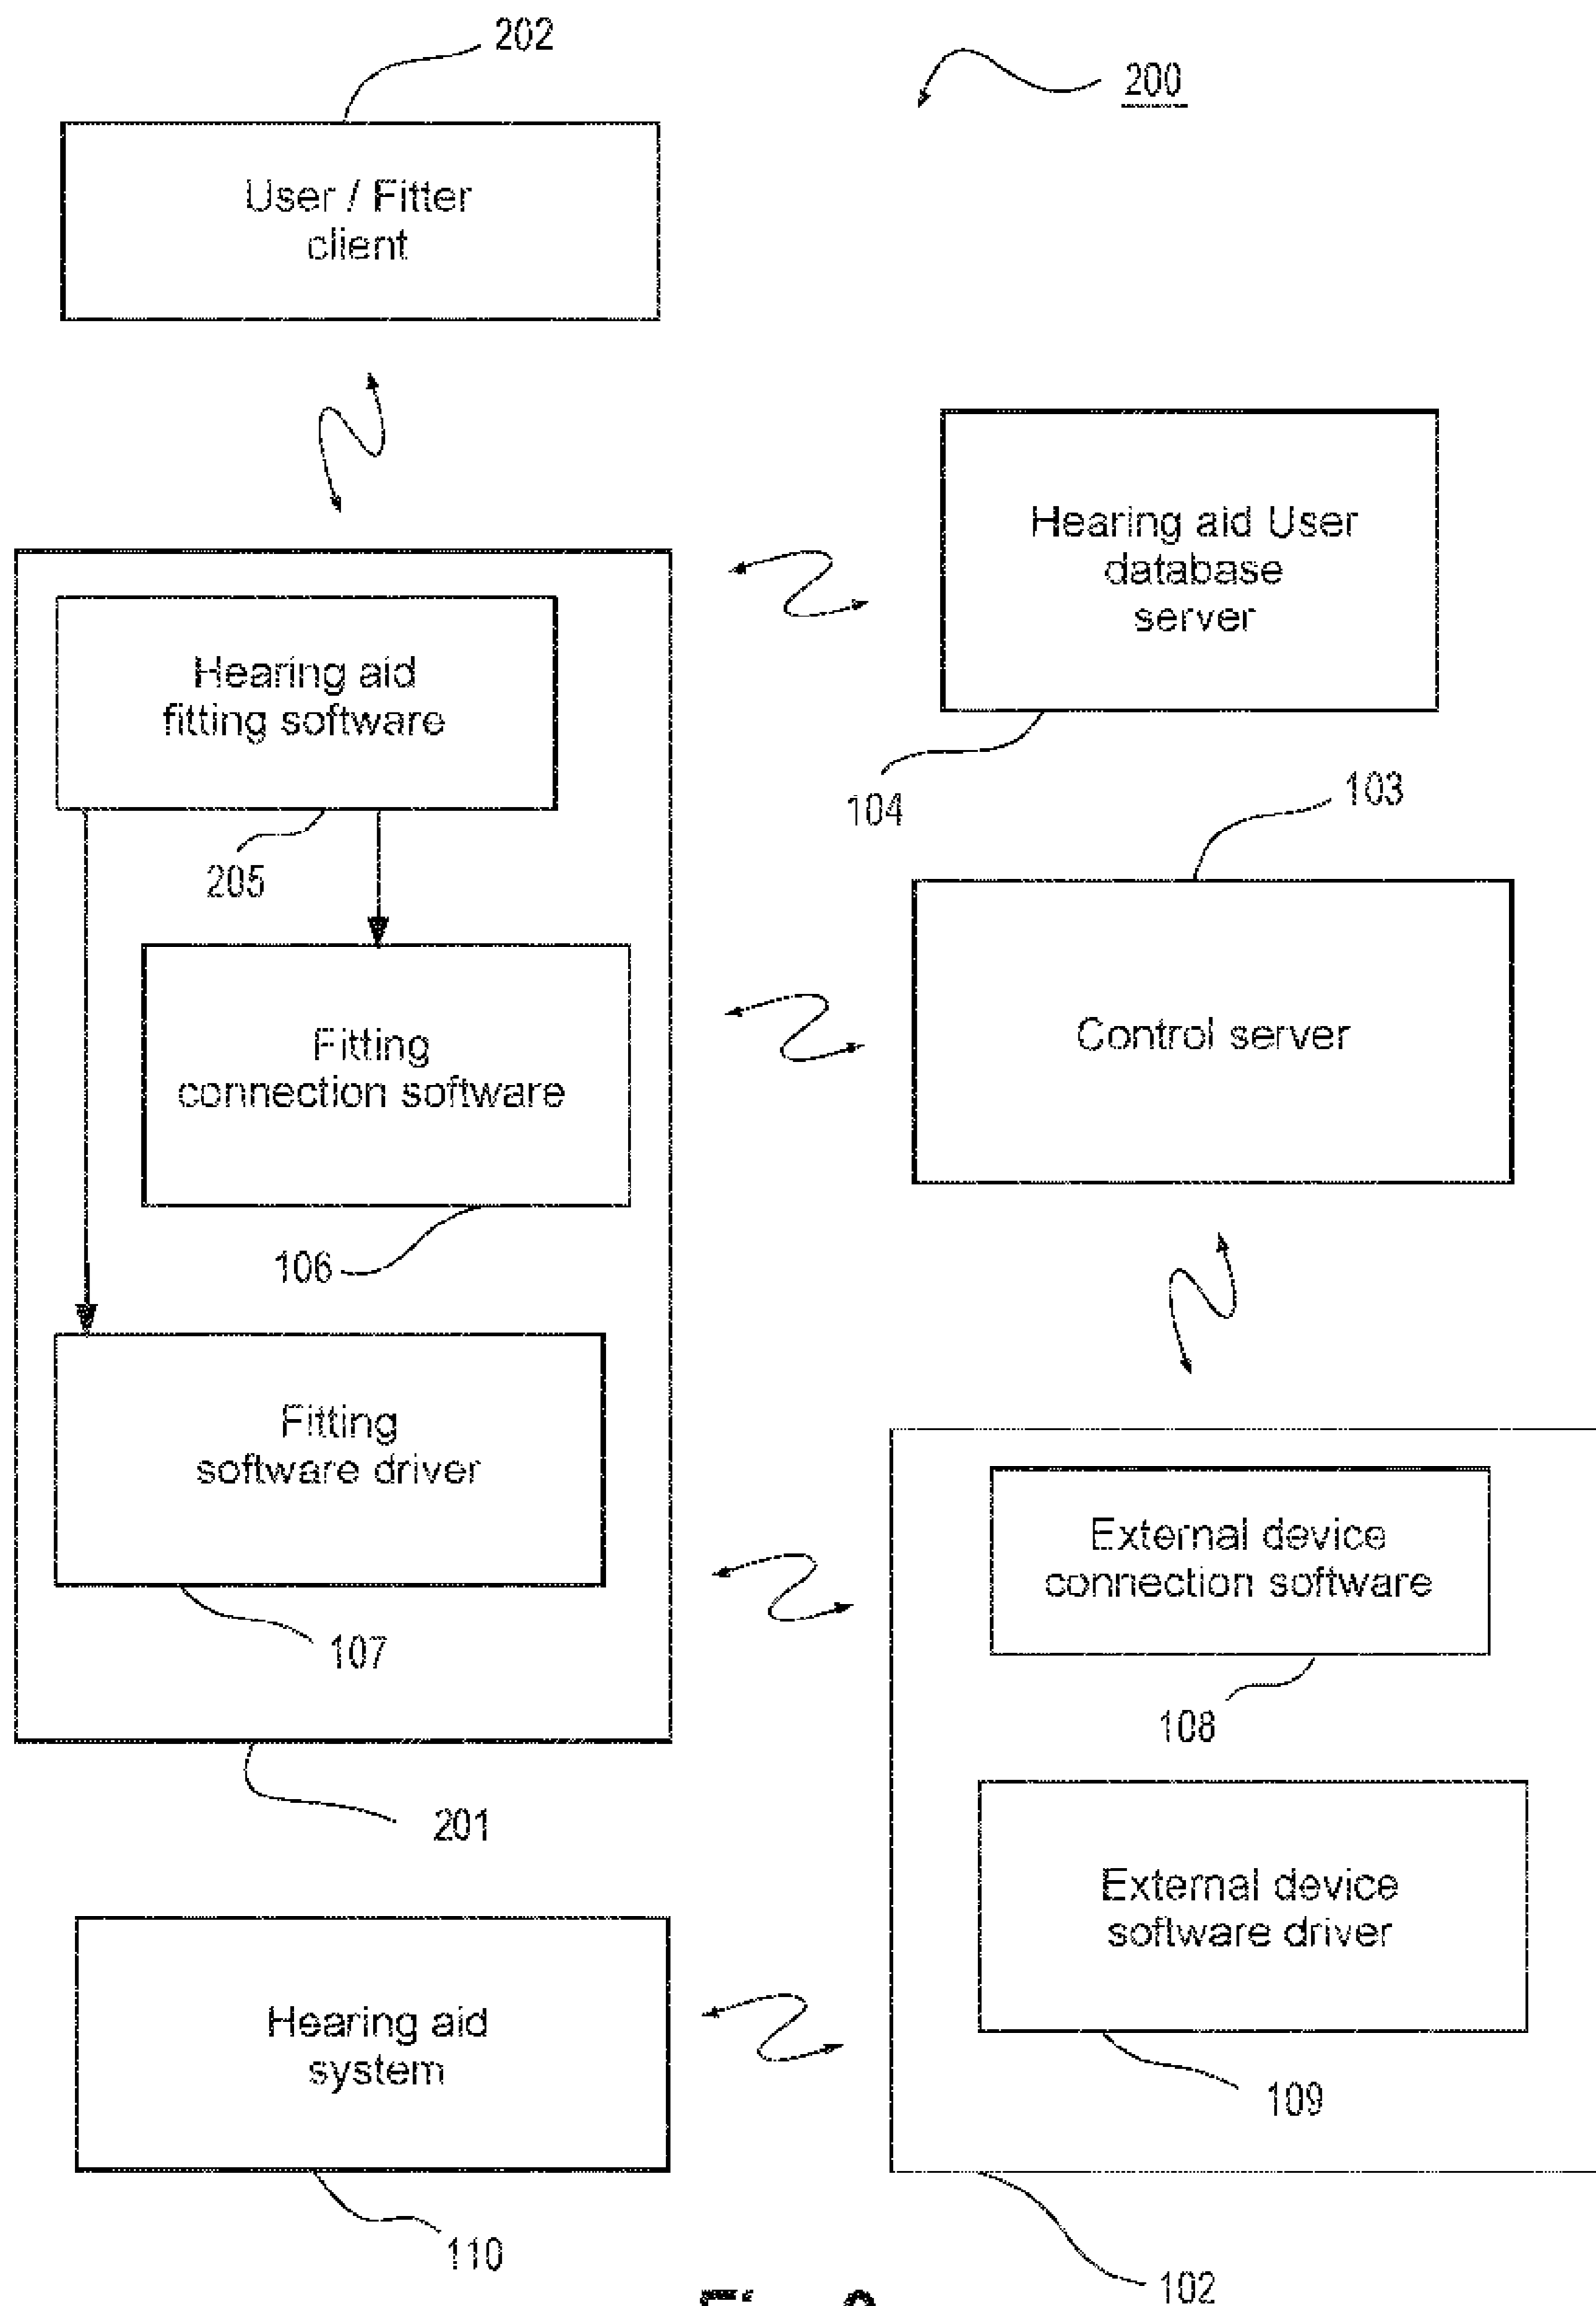 202
200
User / Fitter
client
Hearing aid User
database
server
104
Hearing aid
fitting software
205
103
Control server
Fitting
connection software
106
Fitting
software driver
107
201
External device
connection software
108
External device
software driver
109
102
Hearing aid
system
110